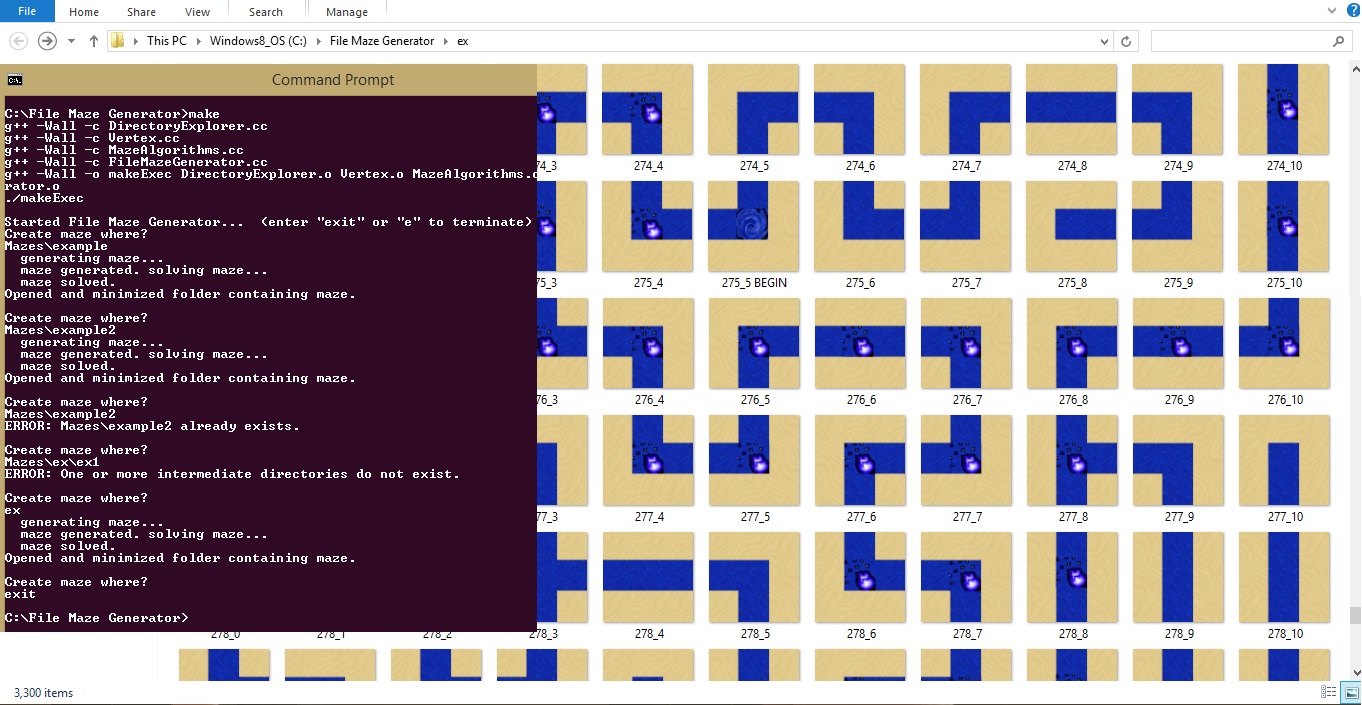 File Home Share View Search Manage
This PC Windows8_OS (C:) File Maze Generator ex
Command Prompt
C:\File Maze Generator>make
g++ -Wall -c DirectoryExplorer.cc
g++ -Wall -c Vertex.cc
g++ -Wall -c MazeAlgorithms.cc
g++ -Wall -c FileMazeGenerator.cc
g++ -Wall -o makeExec DirectoryExplorer.o Vertex.o MazeAlgorithms.o
rator.o
./makeExec
Started File Maze Generator... (enter "exit" or "e" to terminate)
Create maze where?
Mazes\example
generating maze...
maze generated. solving maze...
maze solved.
Opened and minimized folder containing maze.
Create maze where?
Mazes\example2
generating maze...
maze generated. solving maze...
maze solved.
Opened and minimized folder containing maze.
Create maze where?
Mazes\example2
ERROR: Mazes\example2 already exists.
Create maze where?
Mazes\ex\ex1
ERROR: One or more intermediate directories do not exist.
Create maze where?
ex
generating maze...
maze generated. solving maze...
maze solved.
Opened and minimized folder containing maze.
Create maze where?
exit
C:\File Maze Generator>
74_3 274_4 274_5 274_6 274_7 274_8 274_9 274_10
75_3 275_4 275_5 BEGIN 275_6 275_7 275_8 275_9 275_10
76_3 276_4 276_5 276_6 276_7 276_8 276_9 276_10
77_3 277_4 277_5 277_6 277_7 277_8 277_9 277_10
278_0 278_1 278_2 278_3 278_4 278_5 278_6 278_7 278_8 278_9 278_10
3,300 items